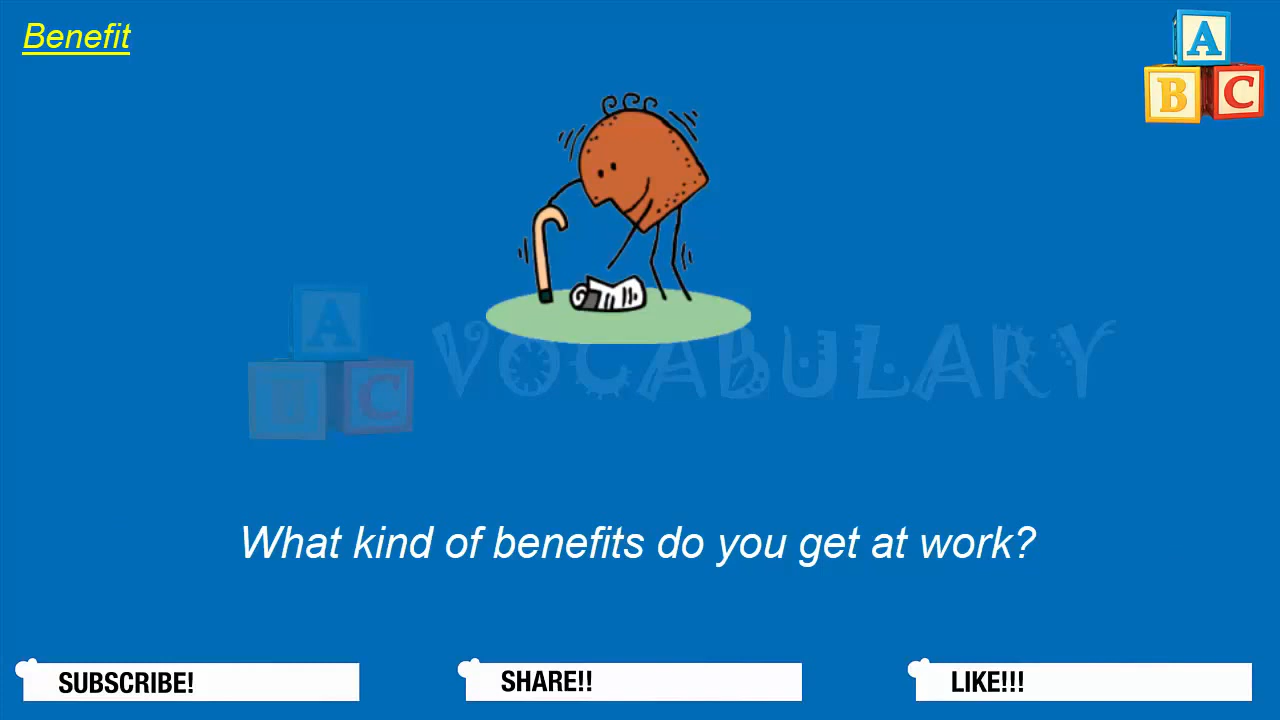 Benefit
A
B C
A
B C
VOCABULARY
What kind of benefits do you get at work?
SUBSCRIBE!
SHARE!!
LIKE!!!